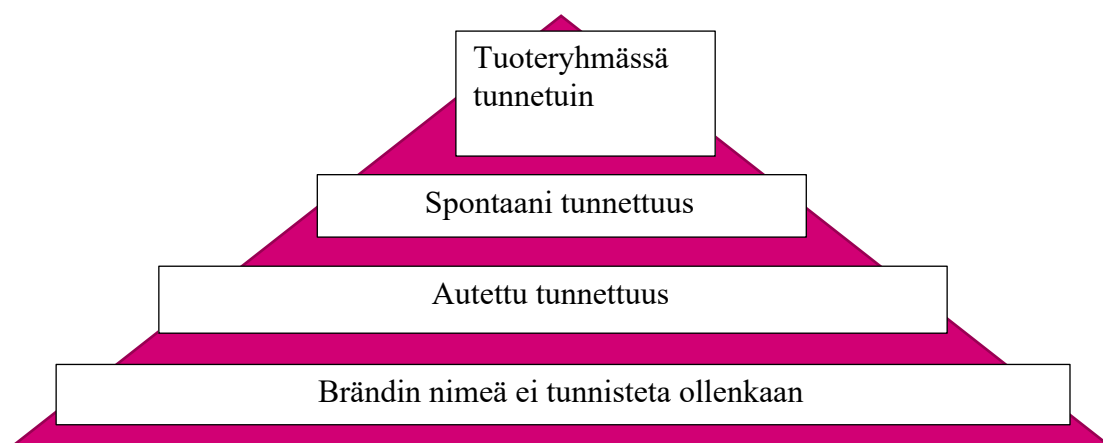 Tuoteryhmässä
tunnetuin
Spontaani tunnettuus
Autettu tunnettuus
Brändin nimeä ei tunnisteta ollenkaan